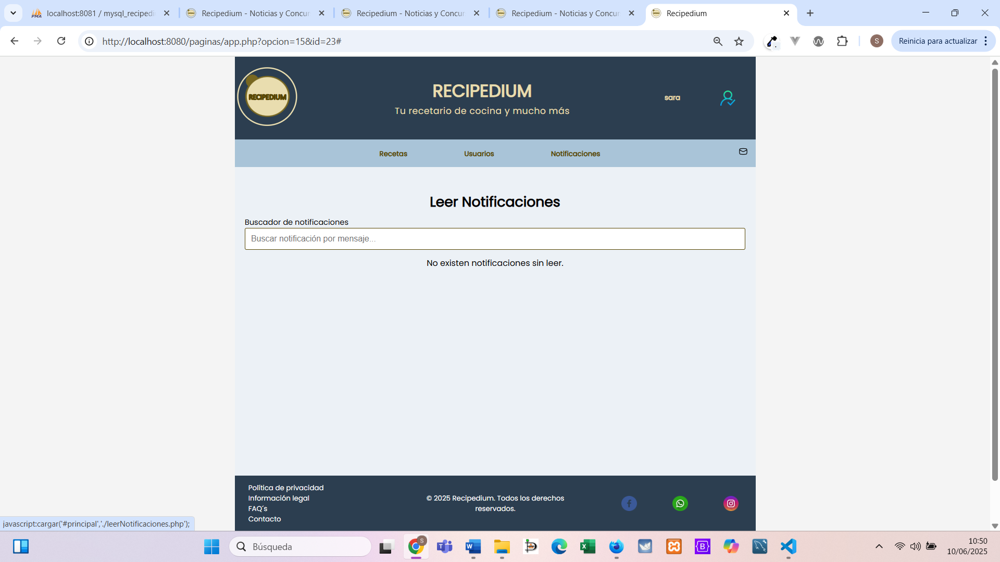 localhost:8081 / mysql_recipedi
Recipedium - Noticias y Concur
Recipedium - Noticias y Concur
Recipedium - Noticias y Concur
Recipedium
http://localhost:8080/paginas/app.php?opcion=15&id=23#
S
Reinicia para actualizar
RECIPEDIUM
RECIPEDIUM
Tu recetario de cocina y mucho más
sara
Recetas
Usuarios
Notificaciones
Leer Notificaciones
Buscador de notificaciones
Buscar notificación por mensaje...
No existen notificaciones sin leer.
Política de privacidad
Información legal
FAQ´s
Contacto
© 2025 Recipedium. Todos los derechos
reservados.
javascript:cargar('#principal','./leerNotificaciones.php');
Búsqueda
10:50
10/06/2025